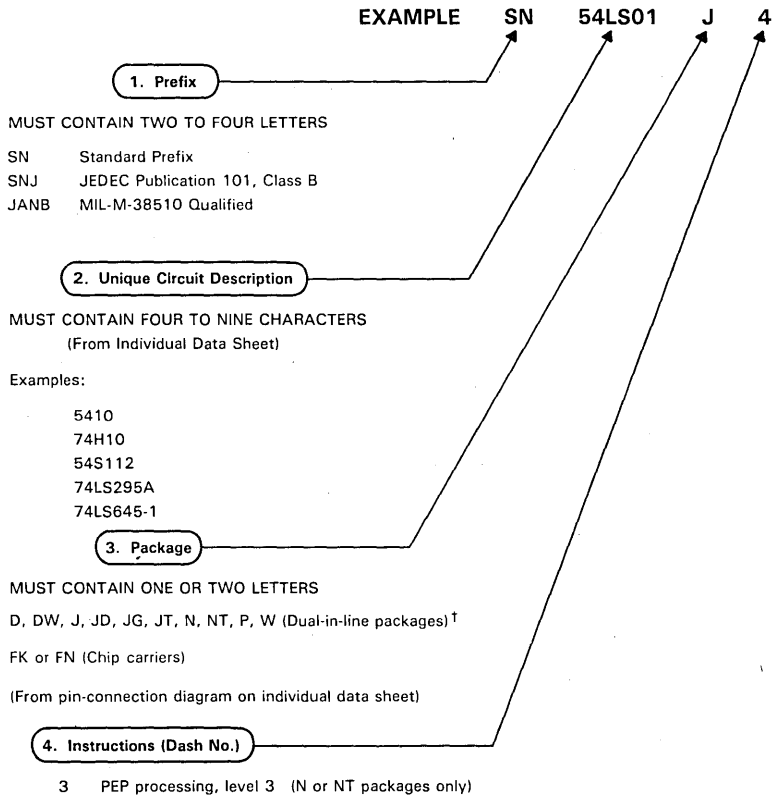 EXAMPLE SN 54LS01 J 4
1. Prefix
MUST CONTAIN TWO TO FOUR LETTERS
SN Standard Prefix
SNJ JEDEC Publication 101, Class B
JANB MIL-M-38510 Qualified
2. Unique Circuit Description
MUST CONTAIN FOUR TO NINE CHARACTERS
(From Individual Data Sheet)
Examples:
5410
74H10
54S112
74LS295A
74LS645-1
3. Package
MUST CONTAIN ONE OR TWO LETTERS
D, DW, J, JD, JG, JT, N, NT, P, W (Dual-in-line packages)†
FK or FN (Chip carriers)
(From pin-connection diagram on individual data sheet)
4. Instructions (Dash No.)
3 PEP processing, level 3 (N or NT packages only)